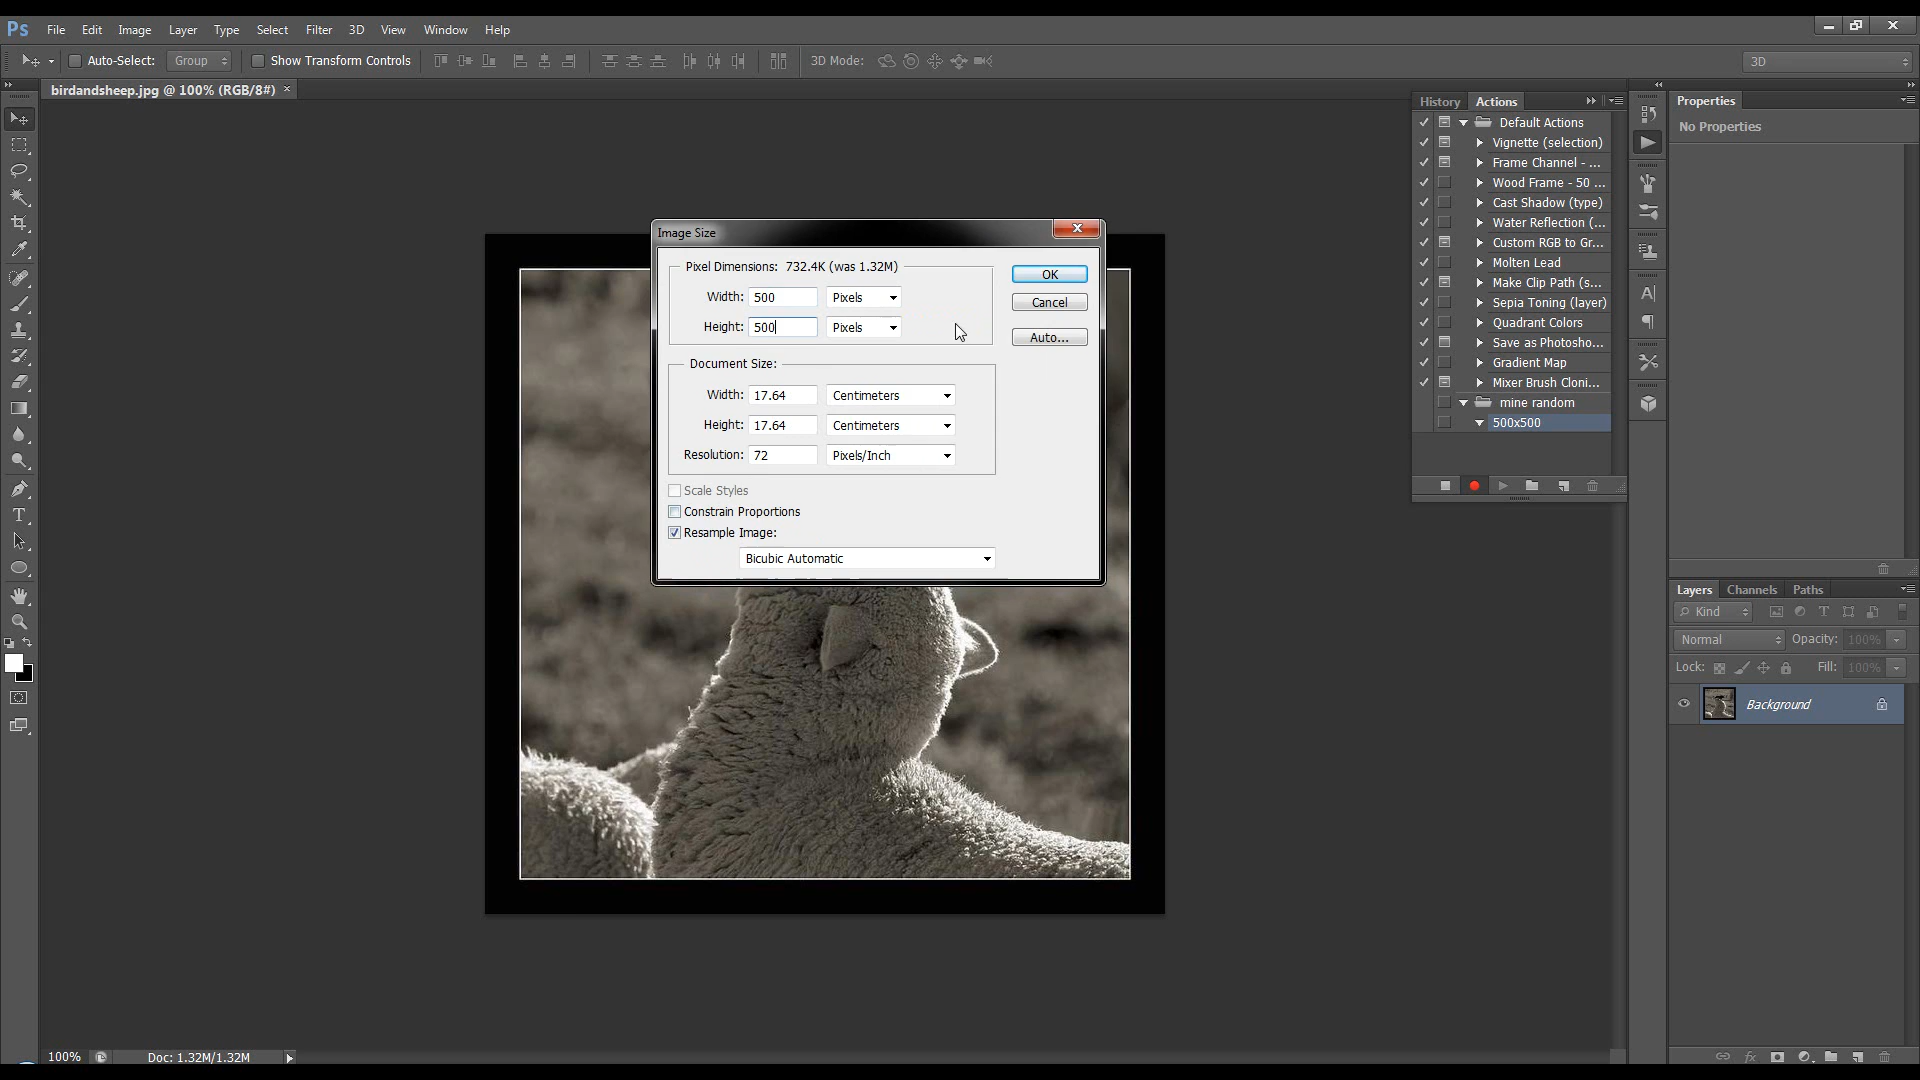 Ps File Edit Image Layer Type Select Filter 3D View Window Help
Auto-Select: Group Show Transform Controls 3D Mode: 3D
birdandsheep.jpg @ 100% (RGB/8#) ×
History Actions
Default Actions
Vignette (selection)
Frame Channel - ...
Wood Frame - 50 ...
Cast Shadow (type)
Water Reflection (...
Custom RGB to Gr...
Molten Lead
Make Clip Path (s...
Sepia Toning (layer)
Quadrant Colors
Save as Photosho...
Gradient Map
Mixer Brush Cloni...
mine random
500x500
Properties
No Properties
Image Size
Pixel Dimensions: 732.4K (was 1.32M)
Width: 500 Pixels
Height: 500 Pixels
OK
Cancel
Auto...
Document Size:
Width: 17.64 Centimeters
Height: 17.64 Centimeters
Resolution: 72 Pixels/Inch
Scale Styles
Constrain Proportions
Resample Image:
Bicubic Automatic
Layers Channels Paths
Kind
Normal Opacity: 100%
Lock: Fill: 100%
Background
100% Doc: 1.32M/1.32M